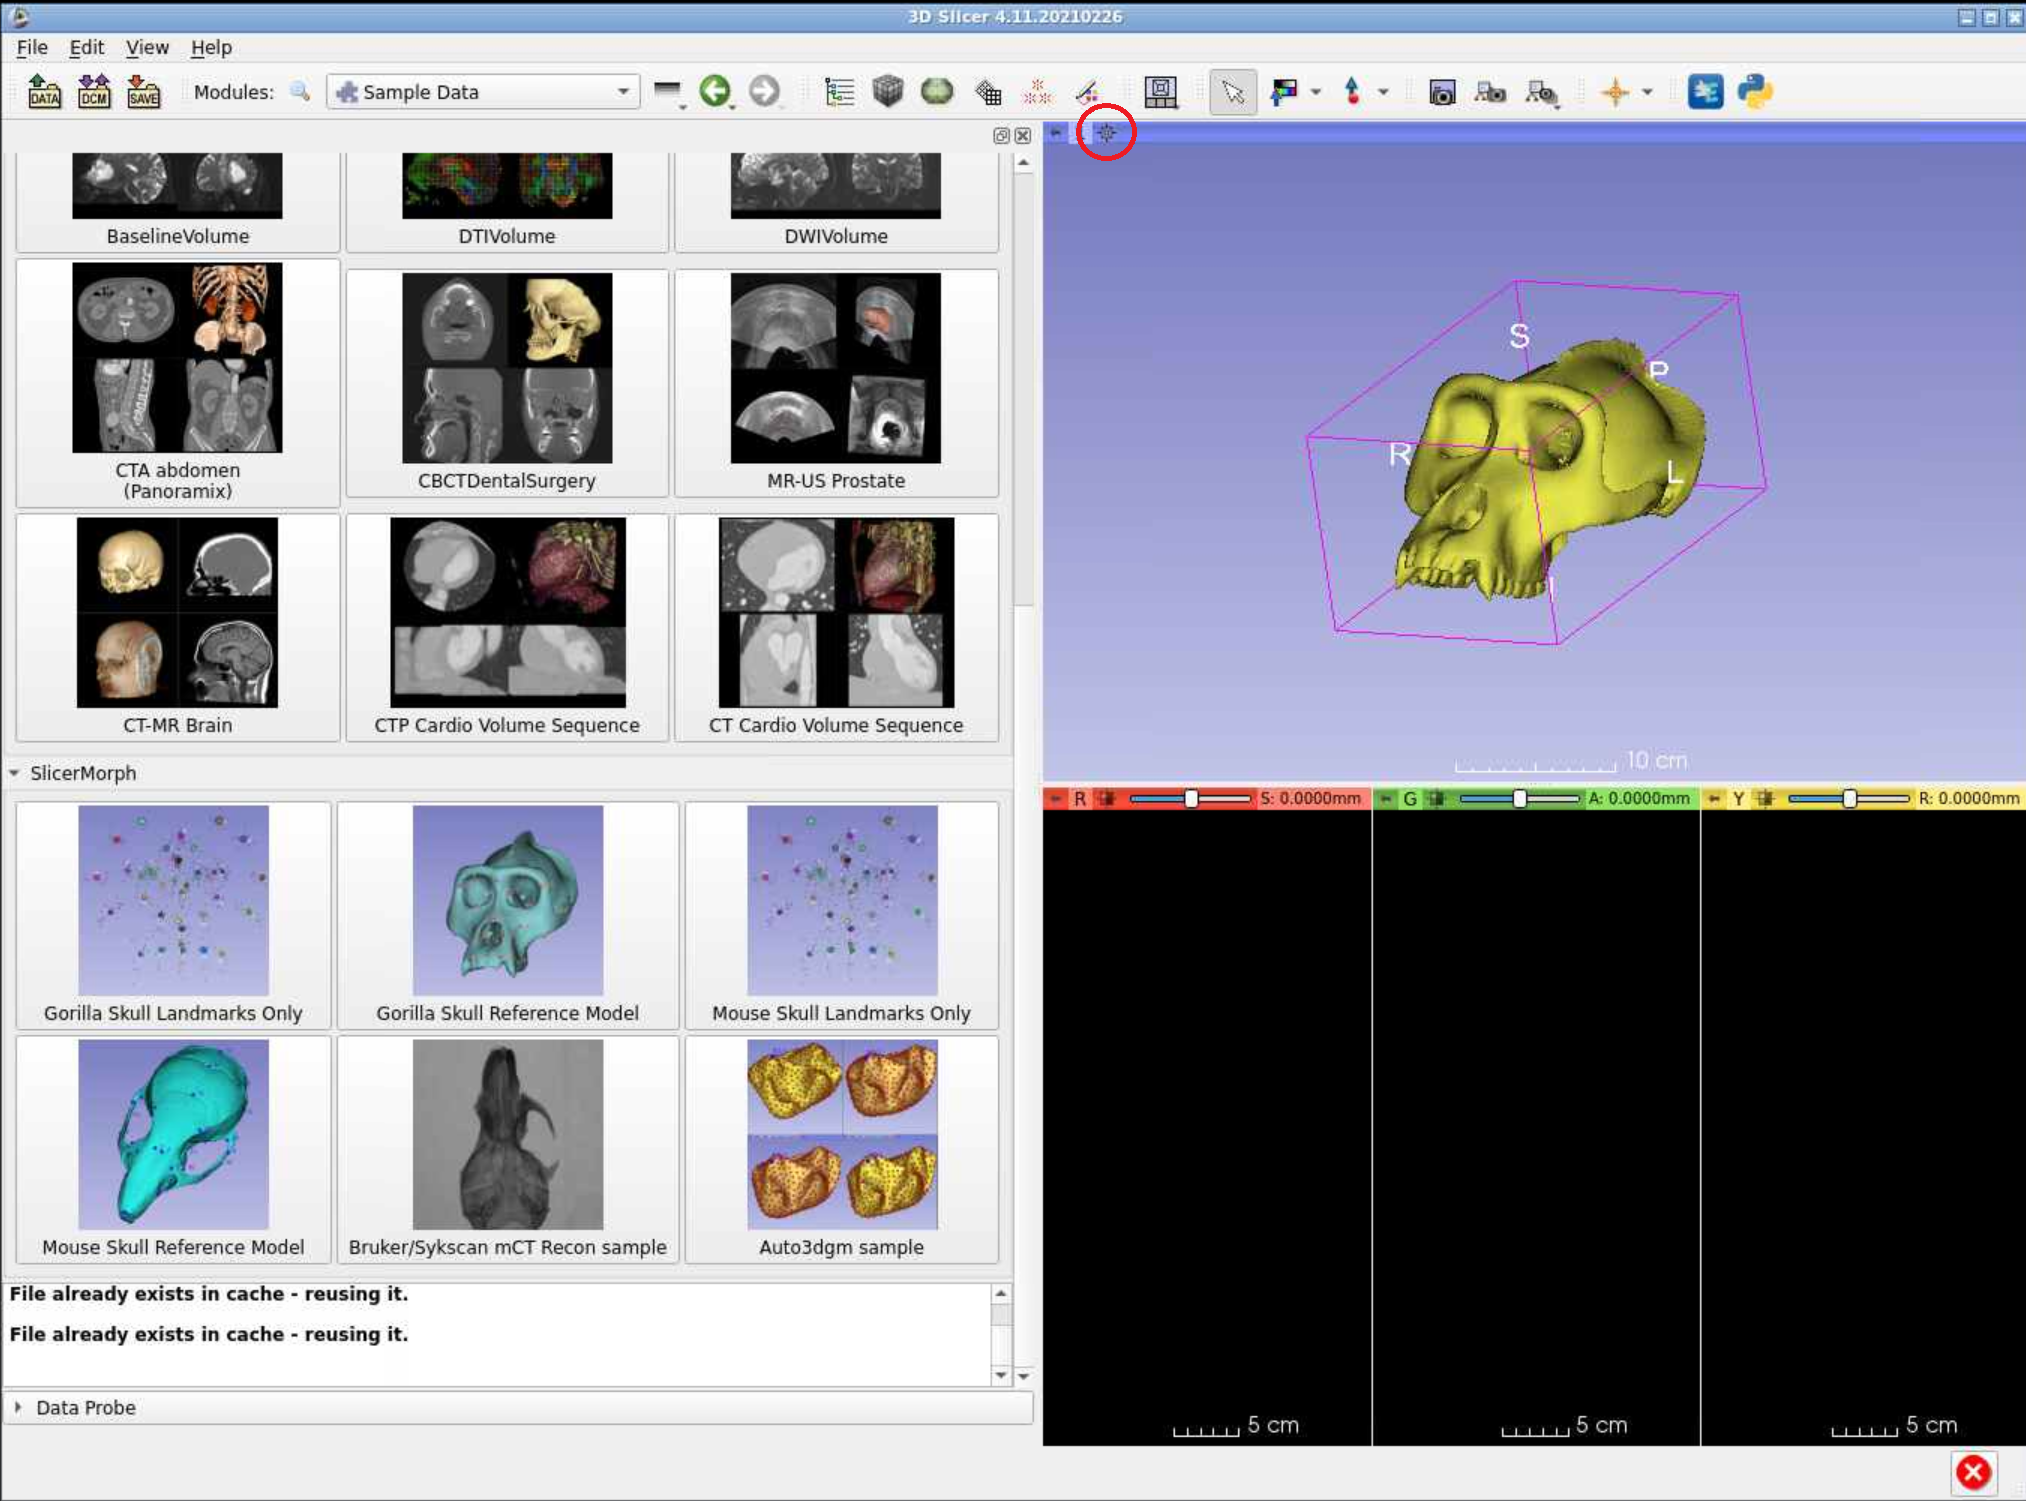 3D Slicer 4.11.20210226
File Edit View Help
DATA DCM SAVE Modules: Sample Data
BaselineVolume DTIVolume DWIVolume
CTA abdomen
(Panoramix) CBCTDentalSurgery MR-US Prostate
CT-MR Brain CTP Cardio Volume Sequence CT Cardio Volume Sequence
SlicerMorph
Gorilla Skull Landmarks Only Gorilla Skull Reference Model Mouse Skull Landmarks Only
Mouse Skull Reference Model Bruker/Sykscan mCT Recon sample Auto3dgm sample
File already exists in cache - reusing it.
File already exists in cache - reusing it.
Data Probe
S
P
R
L
I
10 cm
R S: 0.0000mm G A: 0.0000mm Y R: 0.0000mm
5 cm 5 cm 5 cm